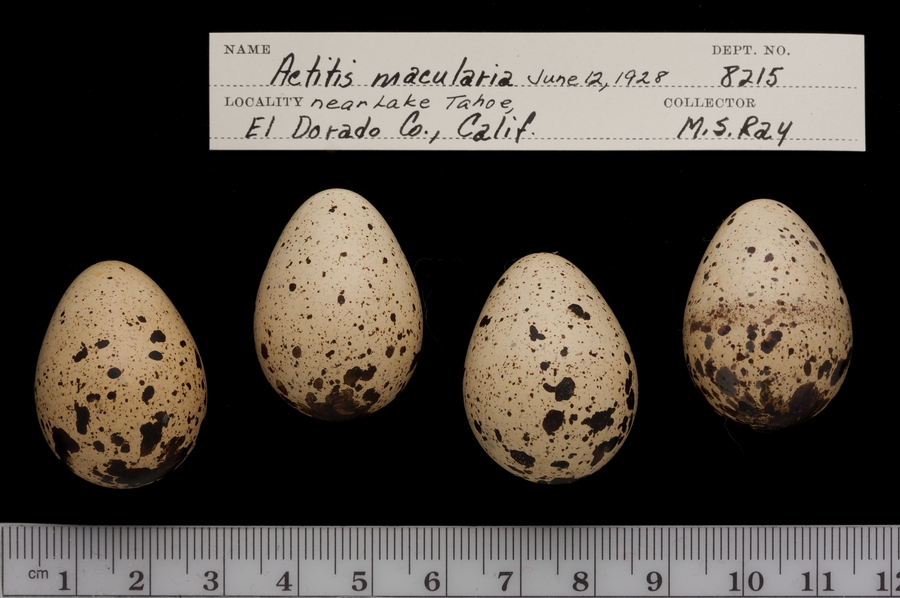 NAME DEPT. NO.
Actitis macularia June 12, 1928 8215
LOCALITY near Lake Tahoe, COLLECTOR
El Dorado Co., Calif. M.S. Ray
cm 1 2 3 4 5 6 7 8 9 10 11 12